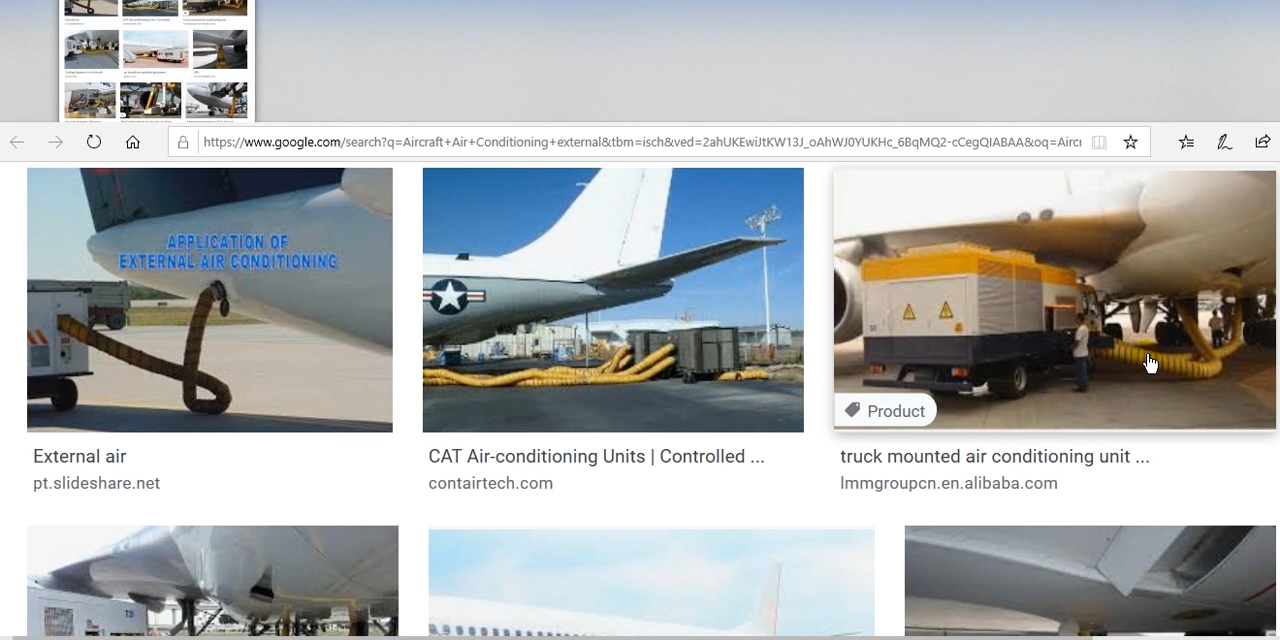 https://www.google.com/search?q=Aircraft+Air+Conditioning+external&tbm=isch&ved=2ahUKEwiJtKW13J_oAhWJ0YUKHc_6BqMQ2-cCegQIABAA&oq=Aircr
APPLICATION OF
EXTERNAL AIR CONDITIONING
Product
External air
pt.slideshare.net
CAT Air-conditioning Units | Controlled ...
contairtech.com
truck mounted air conditioning unit ...
lmmgroupcn.en.alibaba.com